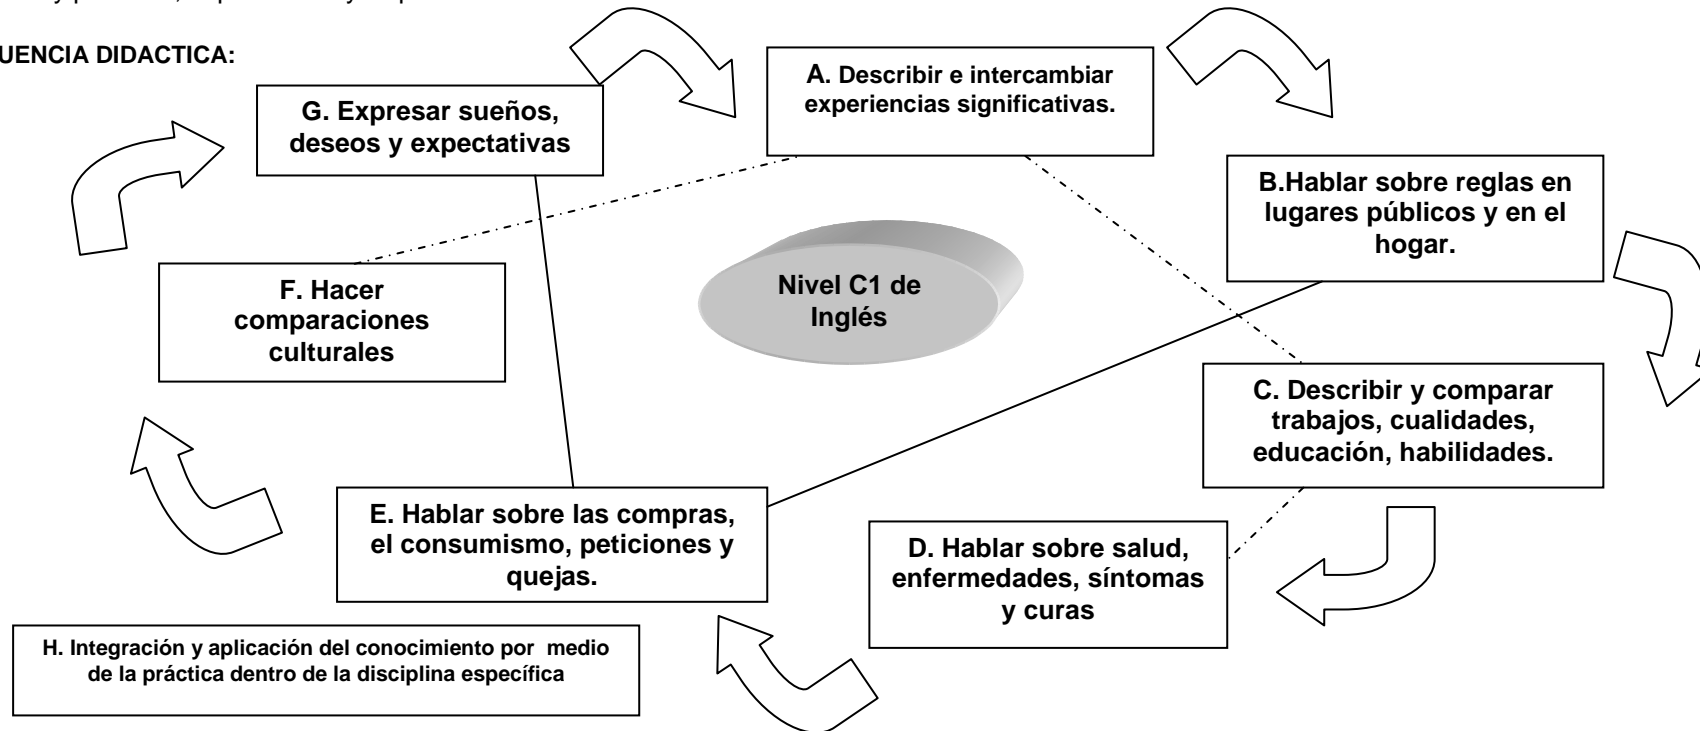 UENCIA DIDACTICA:
A. Describir e intercambiar
experiencias significativas.
G. Expresar sueños,
deseos y expectativas
B.Hablar sobre reglas en
lugares públicos y en el
hogar.
F. Hacer
comparaciones
culturales
Nivel C1 de
Inglés
C. Describir y comparar
trabajos, cualidades,
educación, habilidades.
E. Hablar sobre las compras,
el consumismo, peticiones y
quejas.
D. Hablar sobre salud,
enfermedades, síntomas
y curas
H. Integración y aplicación del conocimiento por medio
de la práctica dentro de la disciplina específica